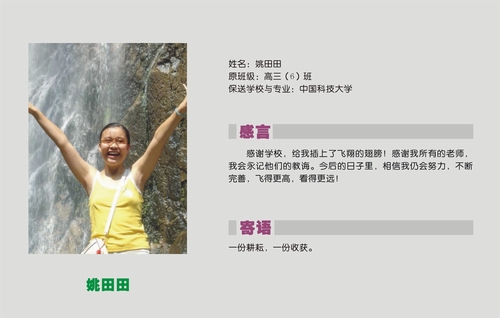 姓名：姚田田
原班级：高三（6）班
保送学校与专业：中国科技大学
感言
感谢学校，给我插上了飞翔的翅膀！感谢我所有的老师，
我会永记他们的教诲。今后的日子里，相信我仍会努力，不断
完善，飞得更高，看得更远！
寄语
一份耕耘，一份收获。
姚田田